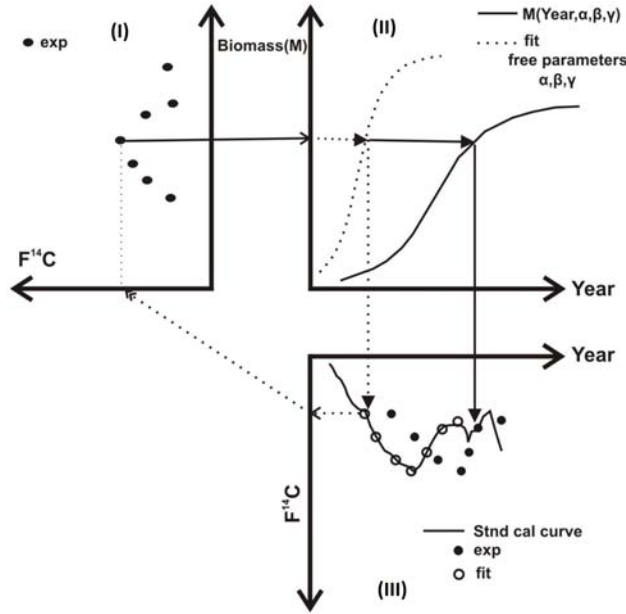 (I)
exp
Biomass(M)
F¹⁴C
(II)
M(Year,α,β,γ)
fit
free parameters
α,β,γ
Year
Year
F¹⁴C
Stnd cal curve
exp
fit
(III)